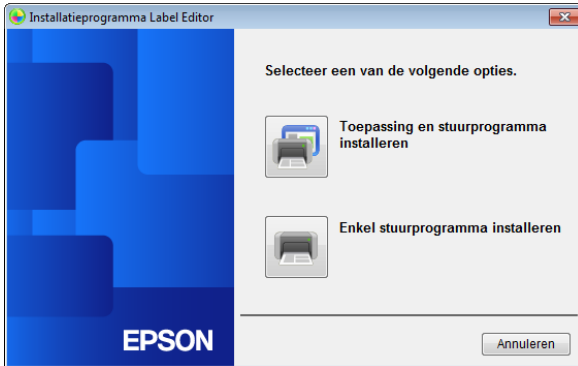 Installatieprogramma Label Editor
Selecteer een van de volgende opties.
Toepassing en stuurprogramma
installeren
Enkel stuurprogramma installeren
EPSON
Annuleren